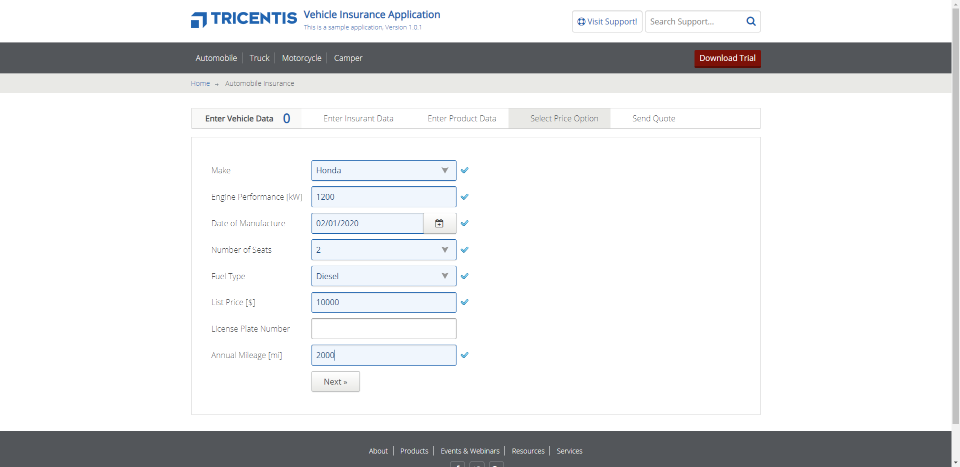 TRICENTIS
Vehicle Insurance Application
This is a sample application. Version 1.0.1
Visit Support!
Search Support...
Automobile Truck Motorcycle Camper
Download Trial
Home → Automobile Insurance
Enter Vehicle Data 0 Enter Insurant Data Enter Product Data Select Price Option Send Quote
Make Honda
Engine Performance [kW] 1200
Date of Manufacture 02/01/2020
Number of Seats 2
Fuel Type Diesel
List Price [$] 10000
License Plate Number
Annual Mileage [mi] 2000
Next »
About Products Events & Webinars Resources Services